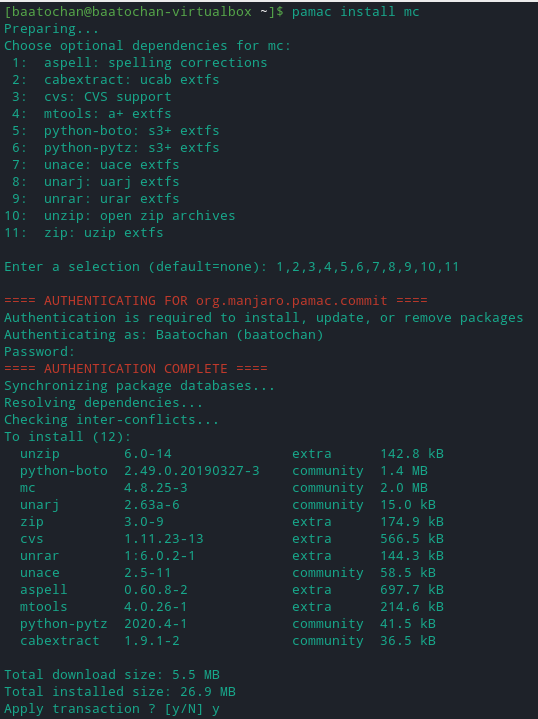 [baatochan@baatochan-virtualbox ~]$ pamac install mc
Preparing...
Choose optional dependencies for mc:
 1:  aspell: spelling corrections
 2:  cabextract: ucab extfs
 3:  cvs: CVS support
 4:  mtools: a+ extfs
 5:  python-boto: s3+ extfs
 6:  python-pytz: s3+ extfs
 7:  unace: uace extfs
 8:  unarj: uarj extfs
 9:  unrar: urar extfs
10:  unzip: open zip archives
11:  zip: uzip extfs

Enter a selection (default=none): 1,2,3,4,5,6,7,8,9,10,11

==== AUTHENTICATING FOR org.manjaro.pamac.commit ====
Authentication is required to install, update, or remove packages
Authenticating as: Baatochan (baatochan)
Password:
==== AUTHENTICATION COMPLETE ====
Synchronizing package databases...
Resolving dependencies...
Checking inter-conflicts...
To install (12):
  unzip        6.0-14               extra      142.8 kB
  python-boto  2.49.0.20190327-3    community  1.4 MB
  mc           4.8.25-3             community  2.0 MB
  unarj        2.63a-6              community  15.0 kB
  zip          3.0-9                extra      174.9 kB
  cvs          1.11.23-13           extra      566.5 kB
  unrar        1:6.0.2-1            extra      144.3 kB
  unace        2.5-11               community  58.5 kB
  aspell       0.60.8-2             extra      697.7 kB
  mtools       4.0.26-1             extra      214.6 kB
  python-pytz  2020.4-1             community  41.5 kB
  cabextract   1.9.1-2              community  36.5 kB

Total download size: 5.5 MB
Total installed size: 26.9 MB
Apply transaction ? [y/N] y